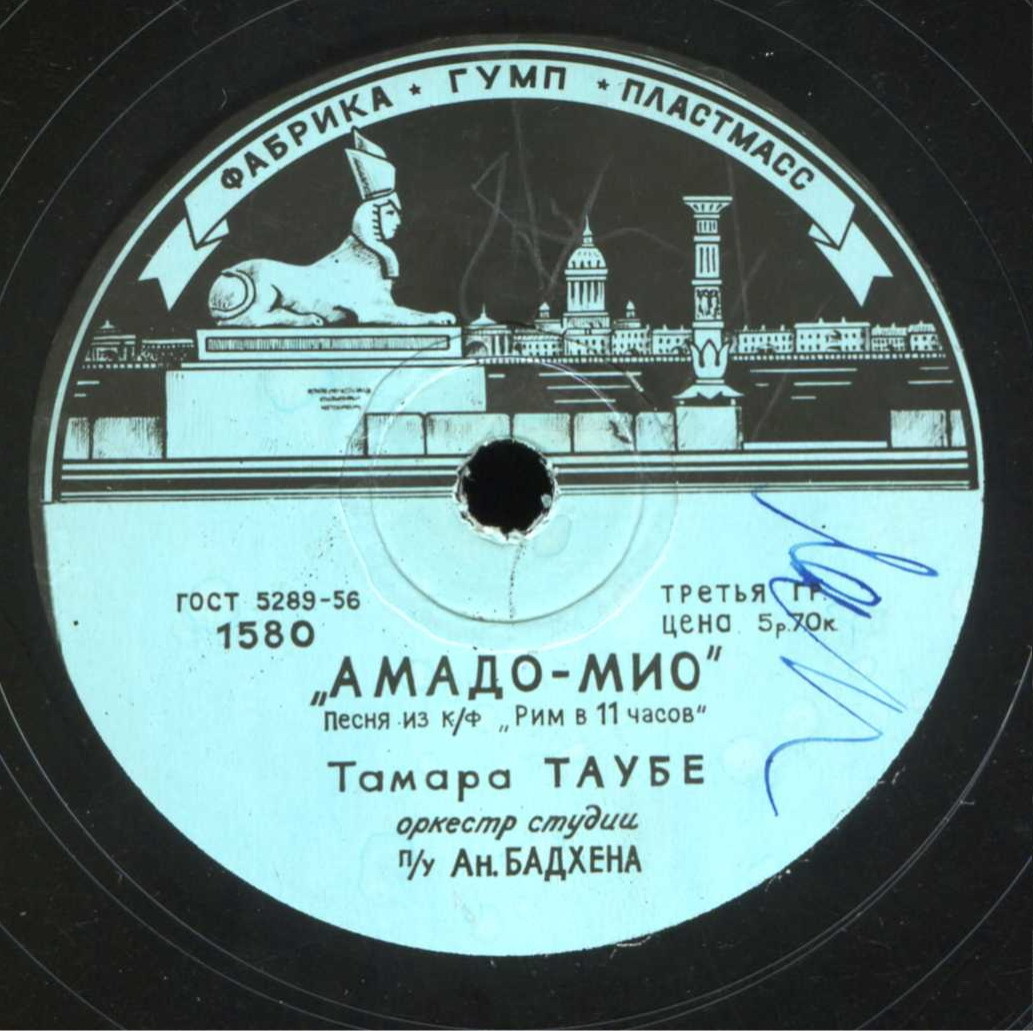 ФАБРИКА ★ ГУМП ★ ПЛАСТМАСС
ГОСТ 5289-56
1580
ТРЕТЬЯ ГР.
ЦЕНА 5р.70к
„АМАДО-МИО"
Песня из к/ф „Рим в 11 часов"
Тамара ТАУБЕ
оркестр студии
п/у Ан. БАДХЕНА